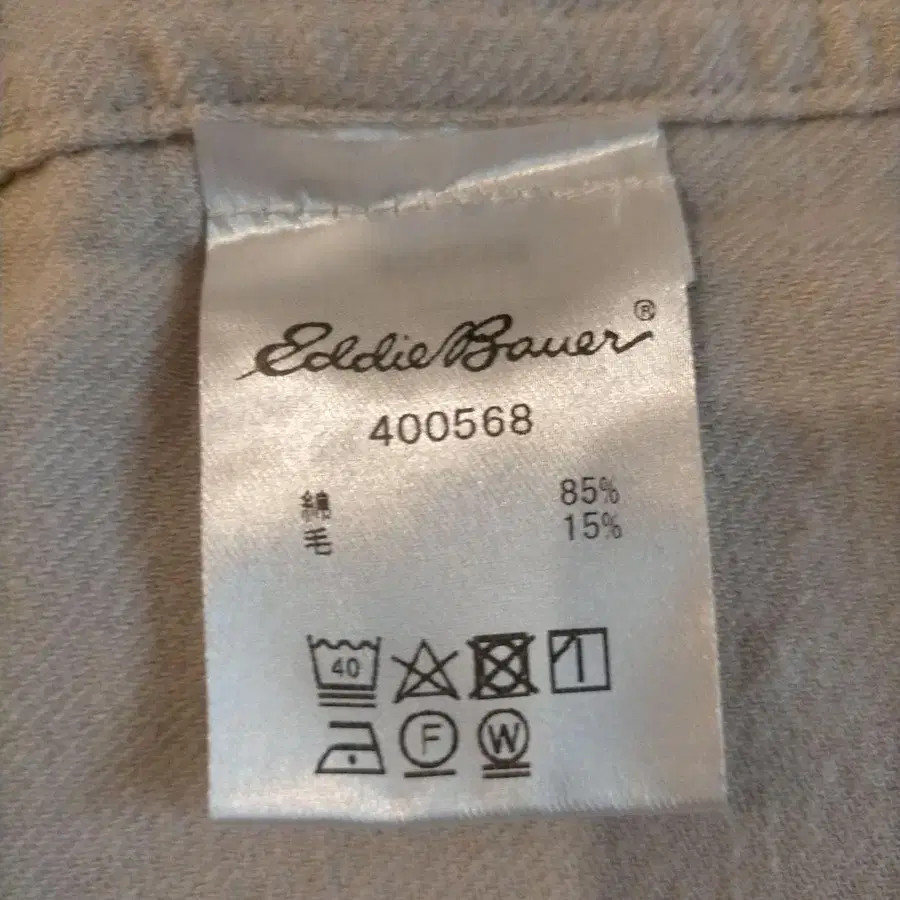 Eddie Bauer®
400568
綿 85%
毛 15%
40
F W